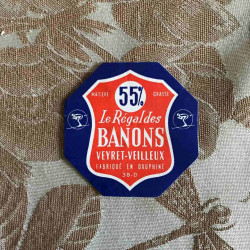 MATIÈRE GRASSE
55%
Le Régal des
BANONS
VEYRET-VEILLEUX
FABRIQUÉ EN DAUPHINÉ
38-D